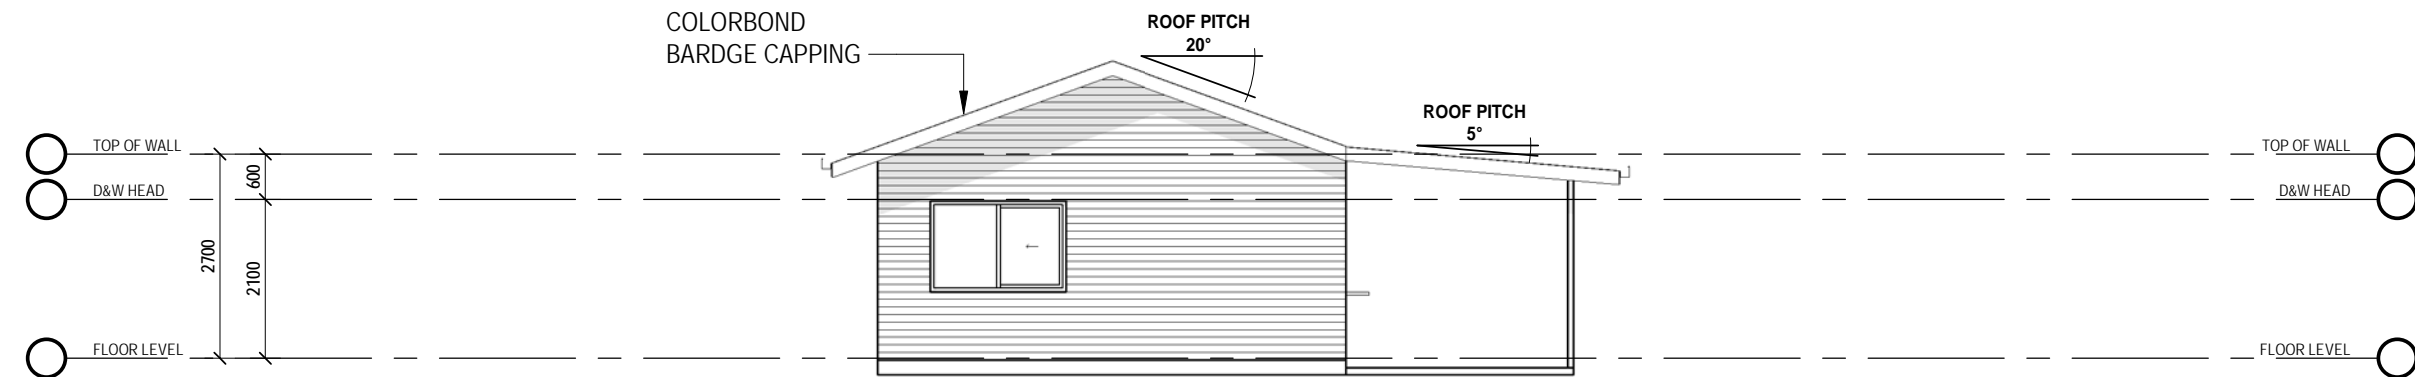 COLORBOND
BARDGE CAPPING
ROOF PITCH
20°
ROOF PITCH
5°
TOP OF WALL
D&W HEAD
FLOOR LEVEL
2700
600
2100
TOP OF WALL
D&W HEAD
FLOOR LEVEL